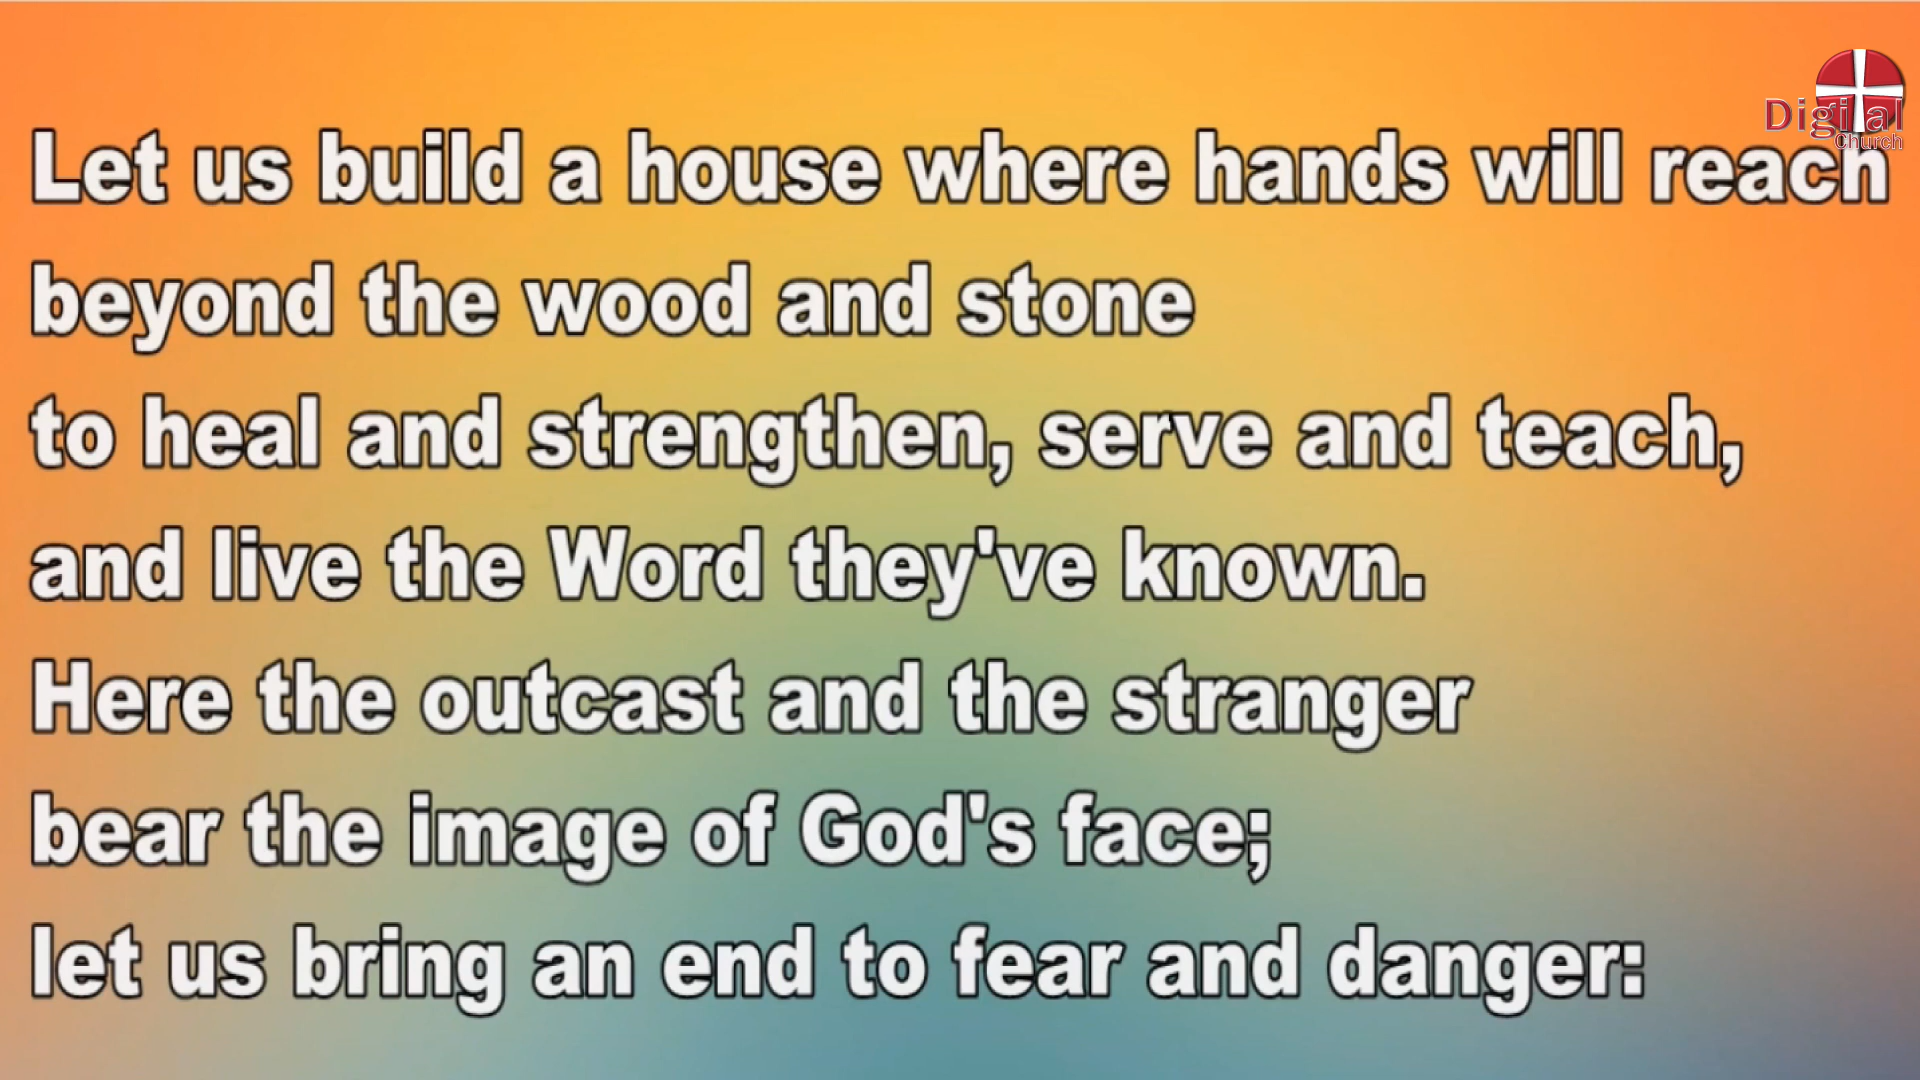 Digital
Church
Let us build a house where hands will reach
beyond the wood and stone
to heal and strengthen, serve and teach,
and live the Word they've known.
Here the outcast and the stranger
bear the image of God's face;
let us bring an end to fear and danger: